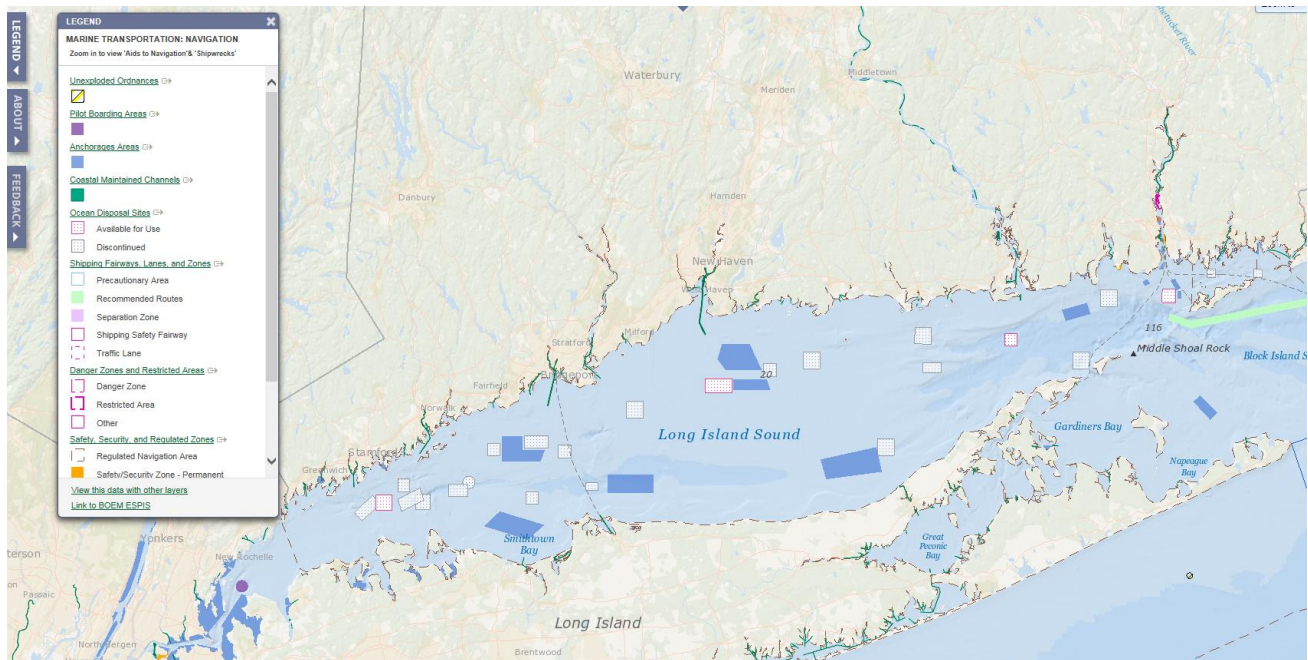 LEGEND
ABOUT
FEEDBACK
LEGEND
MARINE TRANSPORTATION: NAVIGATION
Zoom in to view 'Aids to Navigation'& 'Shipwrecks'
Unexploded Ordnances
Pilot Boarding Areas
Anchorages Areas
Coastal Maintained Channels
Ocean Disposal Sites
Available for Use
Discontinued
Shipping Fairways, Lanes, and Zones
Precautionary Area
Recommended Routes
Separation Zone
Shipping Safety Fairway
Traffic Lane
Danger Zones and Restricted Areas
Danger Zone
Restricted Area
Other
Safety, Security, and Regulated Zones
Regulated Navigation Area
Safety/Security Zone - Permanent
View this data with other layers
Link to BOEM ESPIS
Waterbury
Middletown
Meriden
Danbury
Hamden
New Haven
West Haven
Milford
Stratford
Bridgeport
Fairfield
Norwalk
Stamford
Greenwich
116
Middle Shoal Rock
Block Island S
20
Long Island Sound
Gardiners Bay
Napeague
Bay
Smithtown
Bay
Great
Peconic
Bay
Yonkers
New Rochelle
terson
Passaic
North Bergen
Long Island
Brentwood